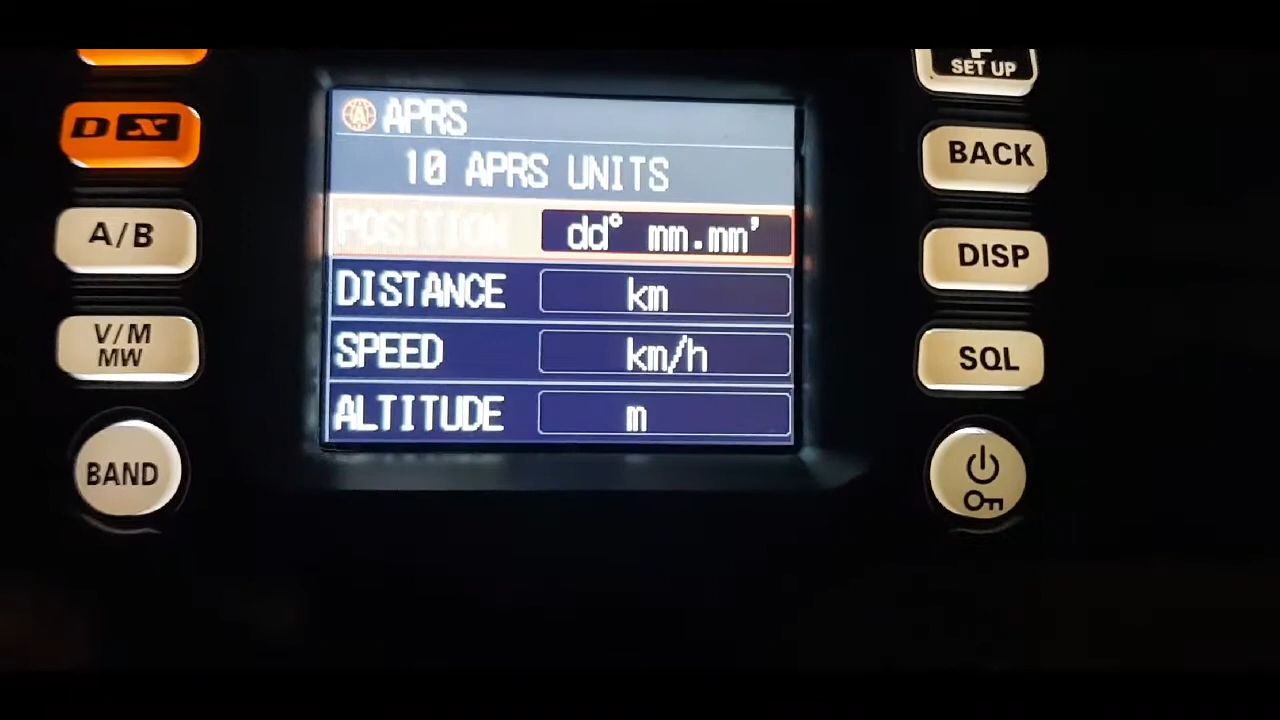 SET UP
D X
BACK
A/B
DISP
V/M
MW
SQL
BAND
APRS
10 APRS UNITS
POSITION dd° mm.mm'
DISTANCE km
SPEED km/h
ALTITUDE m